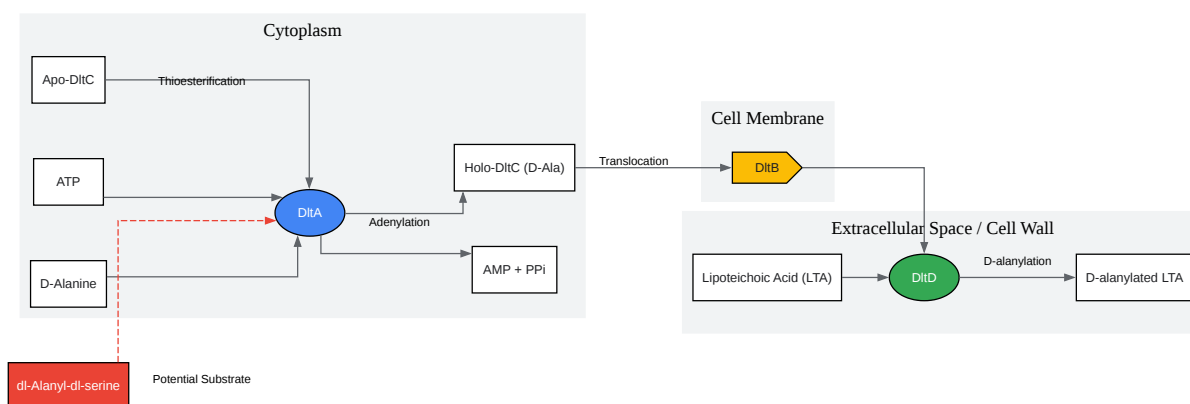 Cytoplasm
Apo-DltC
Thioesterification
ATP
D-Alanine
DltA
Adenylation
Holo-DltC (D-Ala)
AMP + PPi
Translocation
Cell Membrane
DltB
Extracellular Space / Cell Wall
Lipoteichoic Acid (LTA)
DltD
D-alanylation
D-alanylated LTA
dl-Alanyl-dl-serine
Potential Substrate